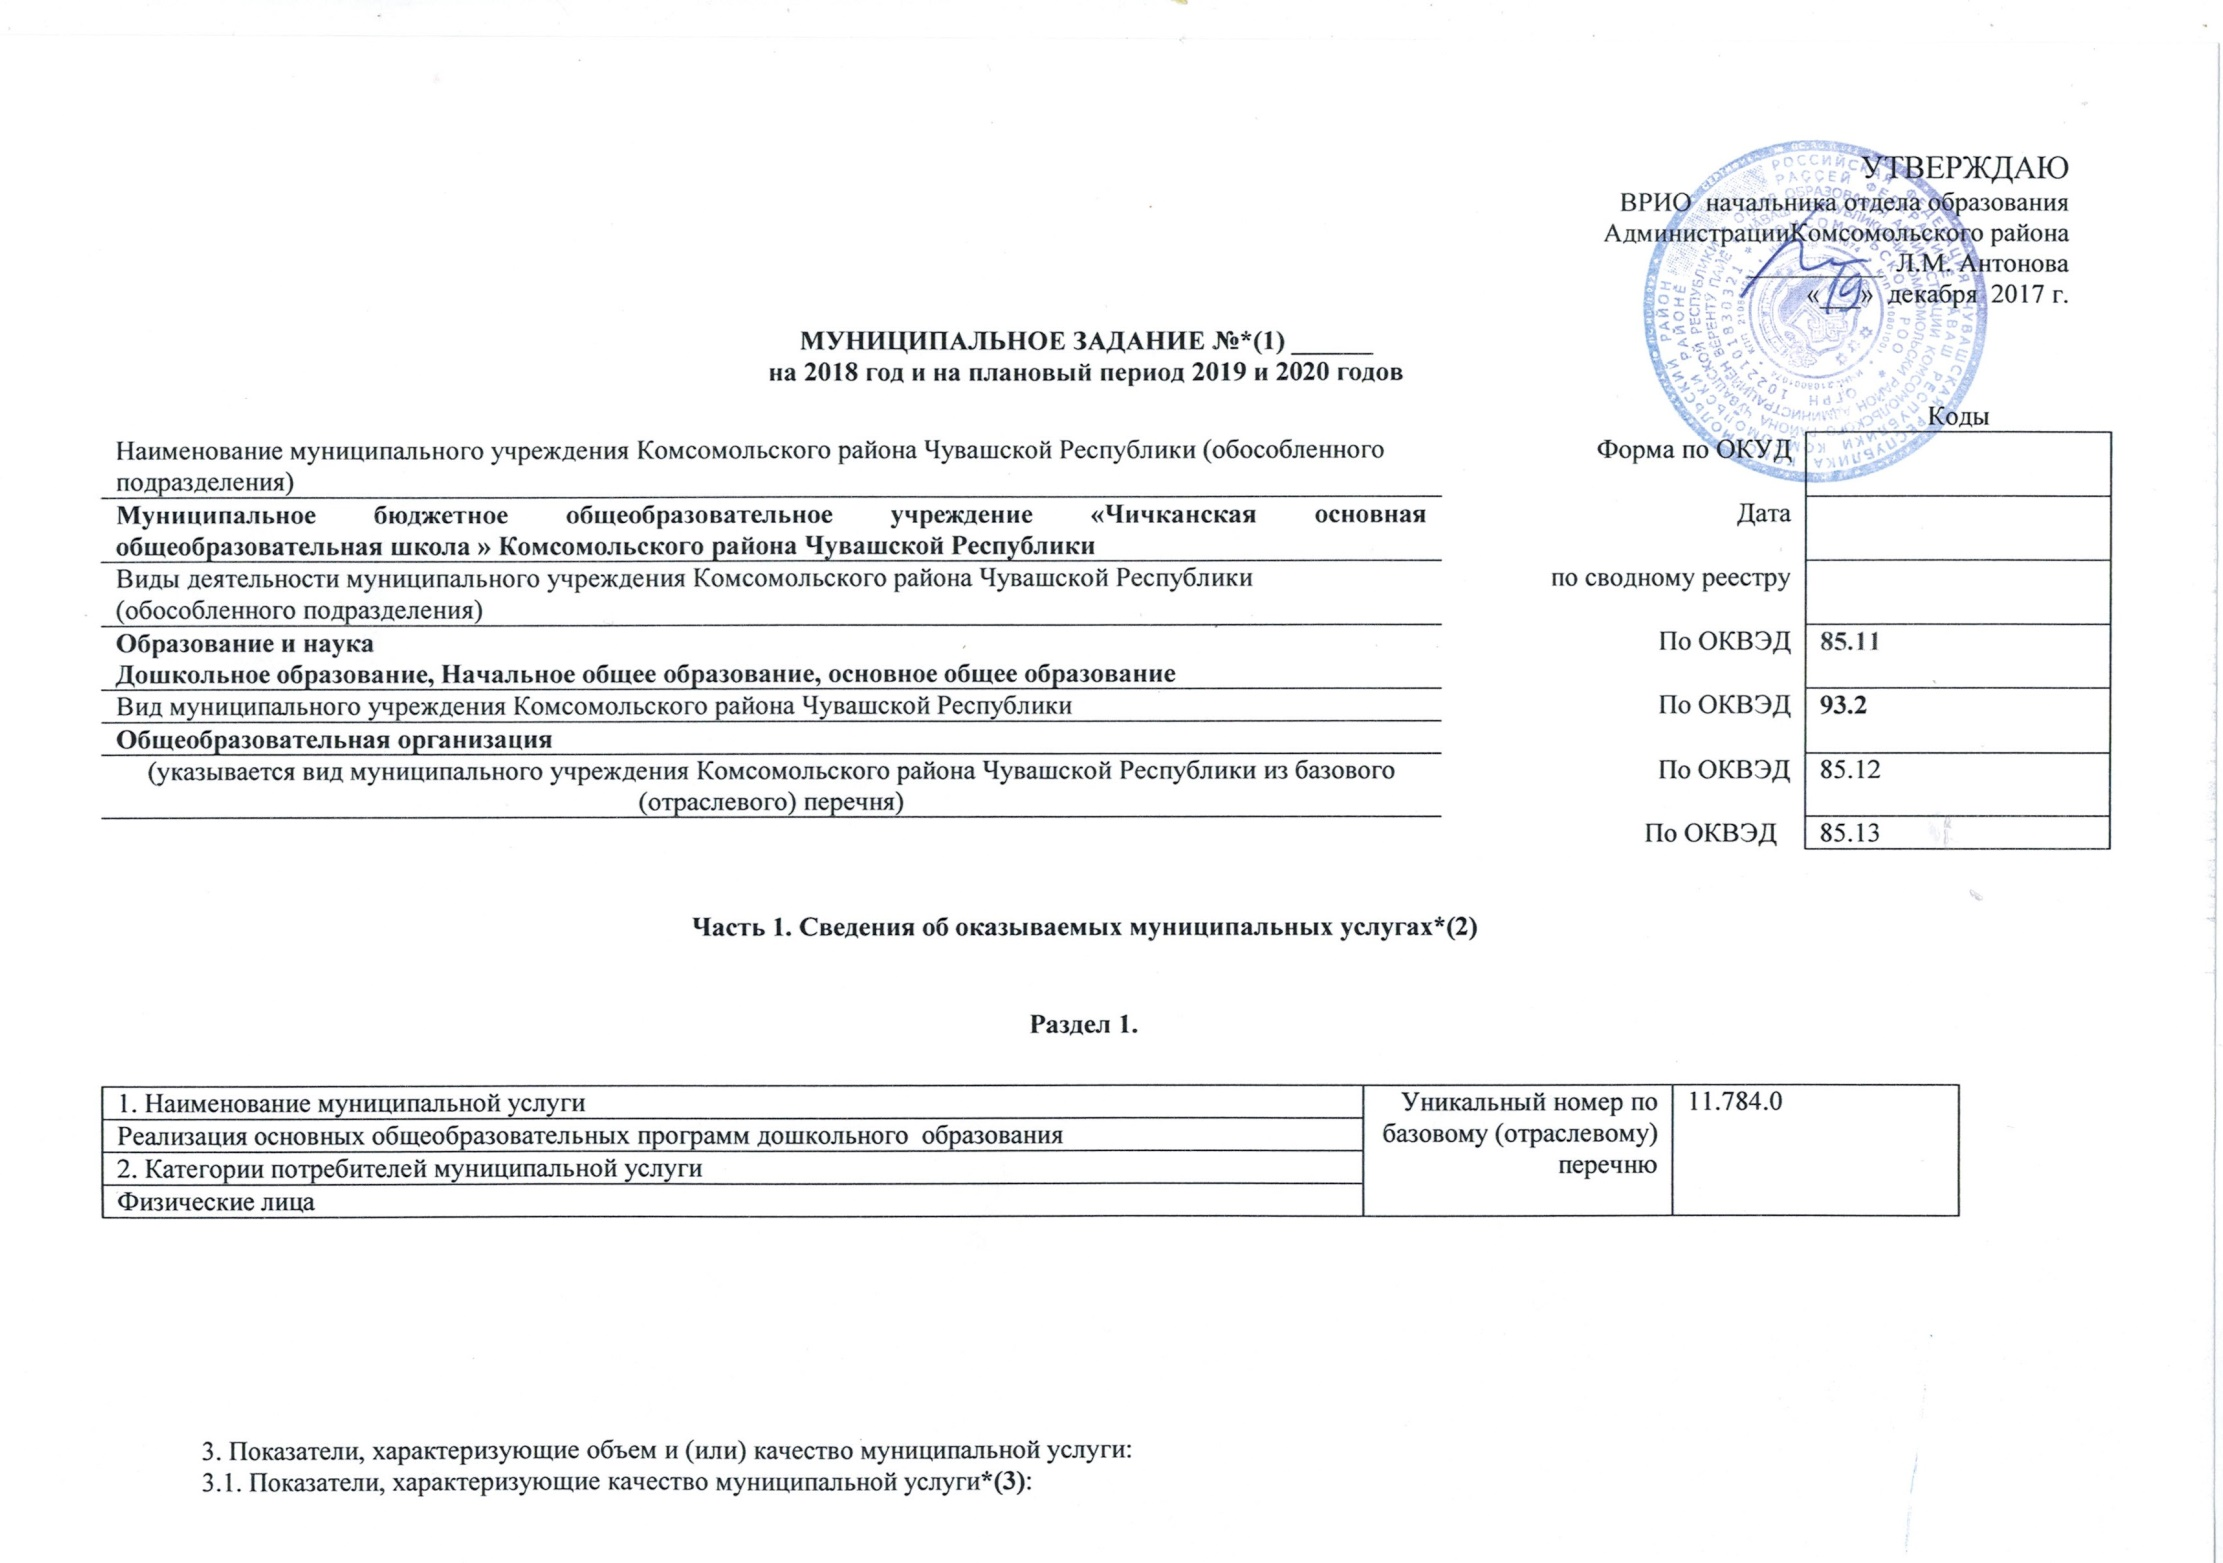 УТВЕРЖДАЮ
ВРИО начальника отдела образования
АдминистрацииКомсомольского района
__________ Л.М. Антонова
«19» декабря 2017 г.
МУНИЦИПАЛЬНОЕ ЗАДАНИЕ №*(1) ______
на 2018 год и на плановый период 2019 и 2020 годов
Коды
Наименование муниципального учреждения Комсомольского района Чувашской Республики (обособленного
подразделения)
Форма по ОКУД
Муниципальное бюджетное общеобразовательное учреждение «Чичканская основная
общеобразовательная школа » Комсомольского района Чувашской Республики
Дата
Виды деятельности муниципального учреждения Комсомольского района Чувашской Республики
(обособленного подразделения)
по сводному реестру
Образование и наука
Дошкольное образование, Начальное общее образование, основное общее образование
По ОКВЭД 85.11
Вид муниципального учреждения Комсомольского района Чувашской Республики
По ОКВЭД 93.2
Общеобразовательная организация
(указывается вид муниципального учреждения Комсомольского района Чувашской Республики из базового
(отраслевого) перечня)
По ОКВЭД 85.12
По ОКВЭД 85.13
Часть 1. Сведения об оказываемых муниципальных услугах*(2)
Раздел 1.
1. Наименование муниципальной услуги
Реализация основных общеобразовательных программ дошкольного образования
2. Категории потребителей муниципальной услуги
Физические лица
Уникальный номер по
базовому (отраслевому)
перечню
11.784.0
3. Показатели, характеризующие объем и (или) качество муниципальной услуги:
3.1. Показатели, характеризующие качество муниципальной услуги*(3):